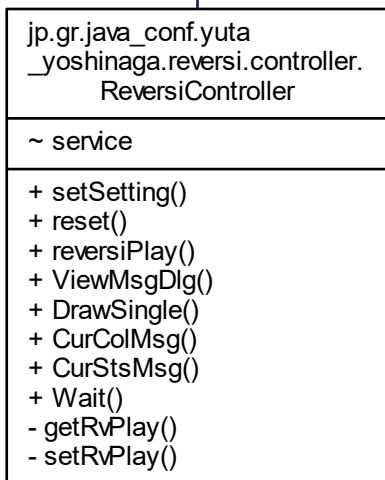 jp.gr.java_conf.yuta
_yoshinaga.reversi.controller.
ReversiController
~ service
+ setSetting()
+ reset()
+ reversiPlay()
+ ViewMsgDlg()
+ DrawSingle()
+ CurColMsg()
+ CurStsMsg()
+ Wait()
- getRvPlay()
- setRvPlay()